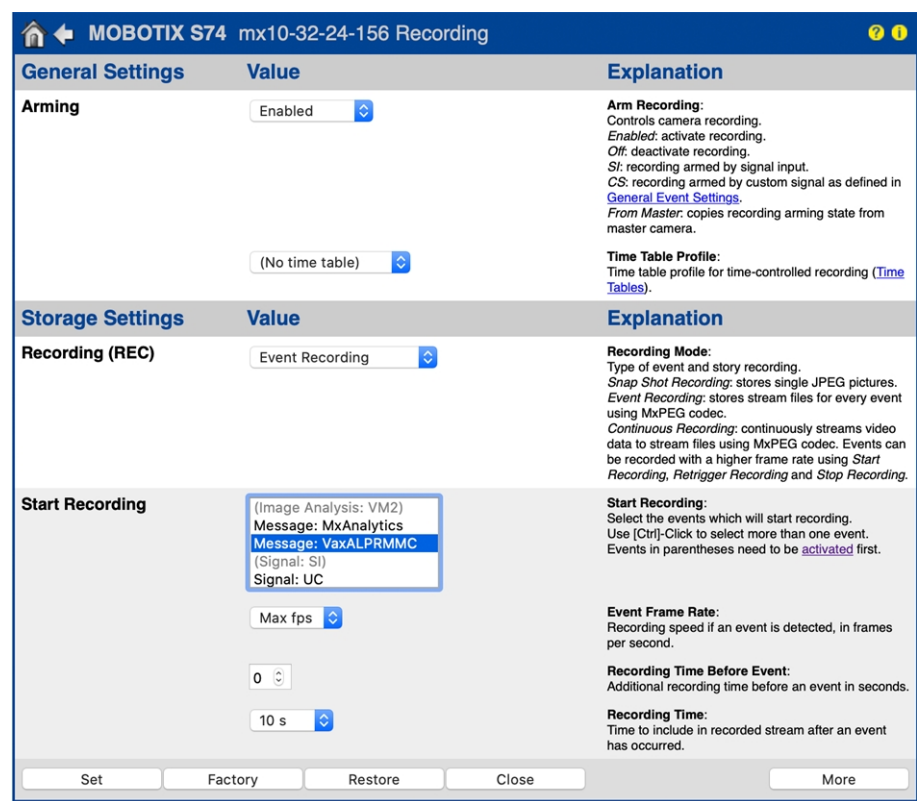 MOBOTIX S74 mx10-32-24-156 Recording
? i
General Settings Value Explanation
Arming
Enabled
Arm Recording:
Controls camera recording.
Enabled: activate recording.
Off: deactivate recording.
SI: recording armed by signal input.
CS: recording armed by custom signal as defined in
General Event Settings.
From Master: copies recording arming state from
master camera.
(No time table)
Time Table Profile:
Time table profile for time-controlled recording (Time
Tables).
Storage Settings Value Explanation
Recording (REC)
Event Recording
Recording Mode:
Type of event and story recording.
Snap Shot Recording: stores single JPEG pictures.
Event Recording: stores stream files for every event
using MxPEG codec.
Continuous Recording: continuously streams video
data to stream files using MxPEG codec. Events can
be recorded with a higher frame rate using Start
Recording, Retrigger Recording and Stop Recording.
Start Recording
(Image Analysis: VM2)
Message: MxAnalytics
Message: VaxALPRMMC
(Signal: SI)
Signal: UC
Start Recording:
Select the events which will start recording.
Use [Ctrl]-Click to select more than one event.
Events in parentheses need to be activated first.
Max fps
Event Frame Rate:
Recording speed if an event is detected, in frames
per second.
0
Recording Time Before Event:
Additional recording time before an event in seconds.
10 s
Recording Time:
Time to include in recorded stream after an event
has occurred.
Set Factory Restore Close More